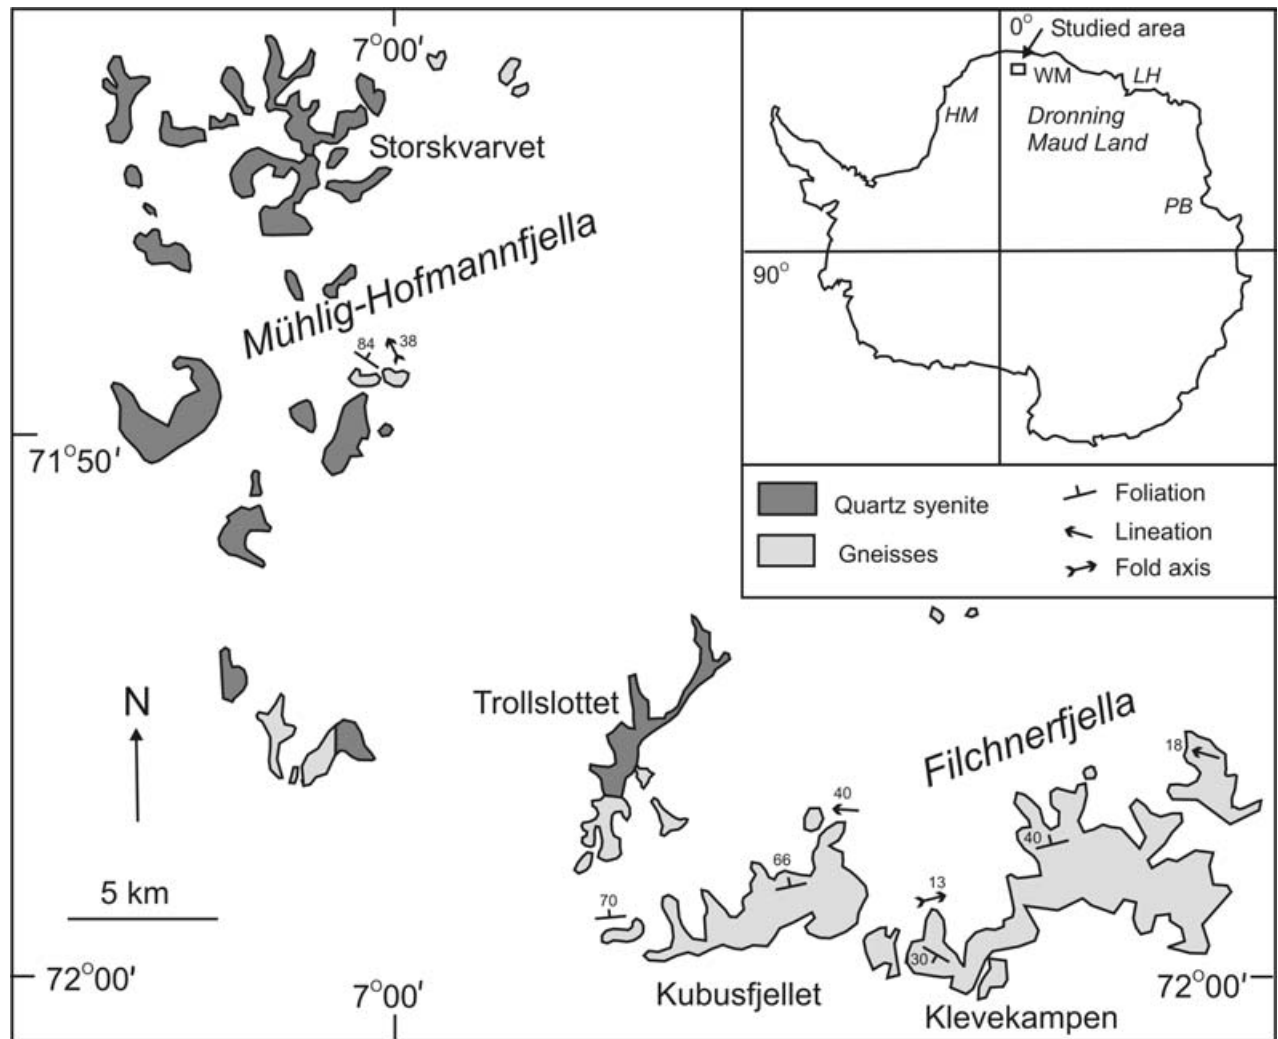 7°00′
Storskvarvet
Mühlig-Hofmannfjella
84
38
71°50′
N
5 km
72°00′
7°00′
Trollslottet
Filchnerfjella
18
40
40
66
13
70
30
Kubusfjellet
Klevekampen
72°00′
0°
Studied area
WM
LH
HM
Dronning
Maud Land
PB
90°
Quartz syenite
Gneisses
Foliation
Lineation
Fold axis